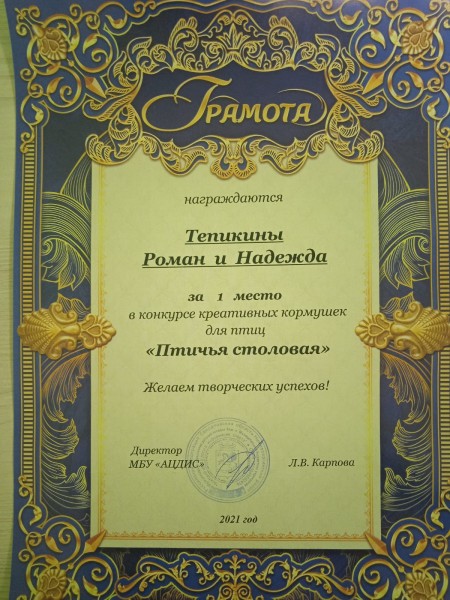 Грамота
награждаются
Тепикины
Роман и Надежда
за 1 место
в конкурсе креативных кормушек
для птиц
«Птичья столовая»
Желаем творческих успехов!
Директор
МБУ «АЦДИС»
Л.В. Карпова
2021 год